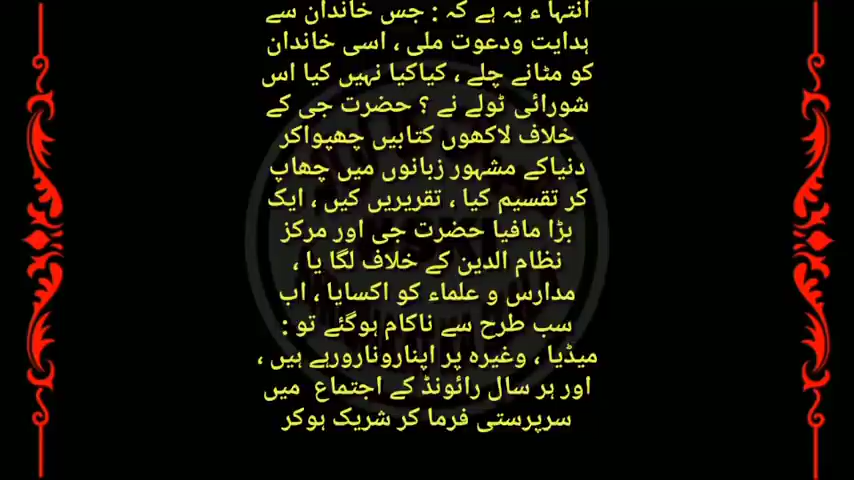 انتہا ء یہ ہے کہ : جس خاندان سے
ہدایت ودعوت ملی ، اسی خاندان
کو مٹانے چلے ، کیاکیا نہیں کیا اس
شورائی ٹولے نے ؟ حضرت جی کے
خلاف لاکھوں کتابیں چھپواکر
دنیاکے مشہور زبانوں میں چھاپ
کر تقسیم کیا ، تقریریں کیں ، ایک
بڑا مافیا حضرت جی اور مرکز
نظام الدین کے خلاف لگا یا ،
مدارس و علماء کو اکسایا ، اب
سب طرح سے ناکام ہوگئے تو :
میڈیا ، وغیرہ پر اپنارونارورہے ہیں ،
اور ہر سال رائونڈ کے اجتماع میں
سرپرستی فرما کر شریک ہوکر